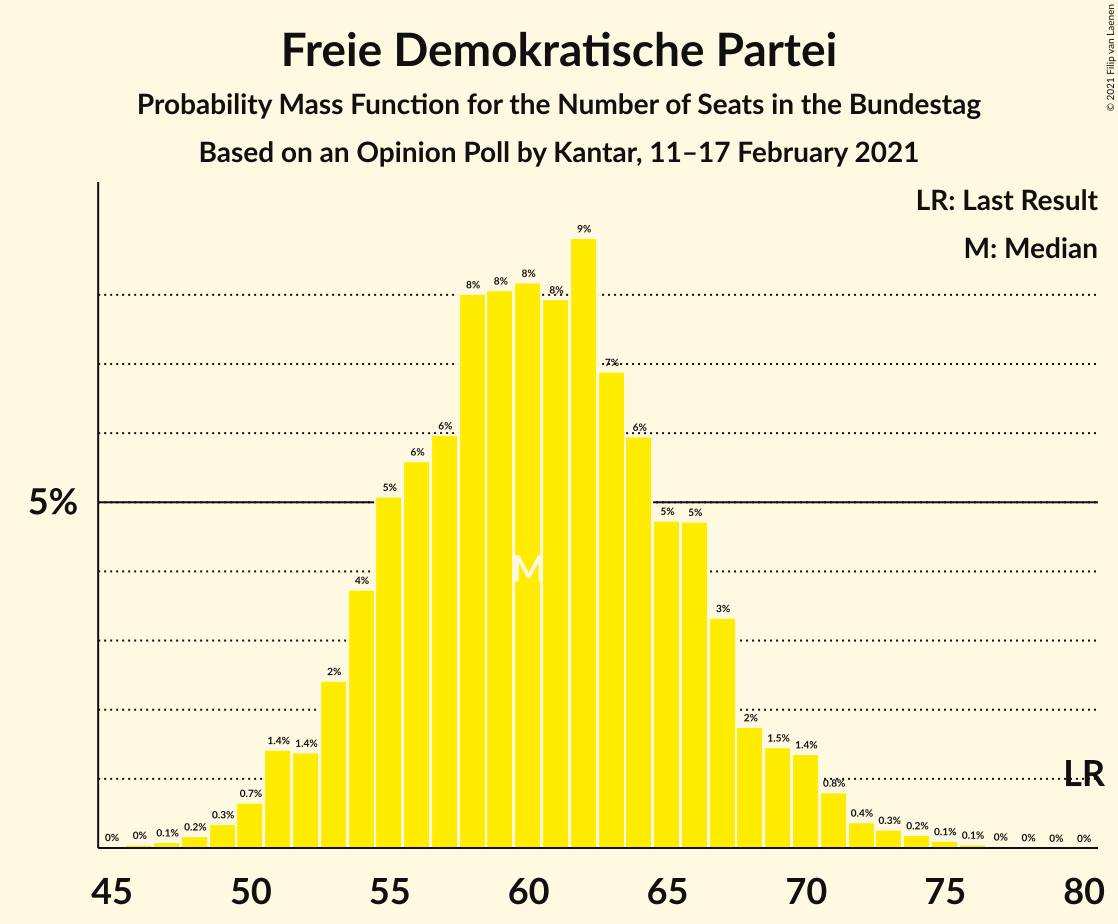 Freie Demokratische Partei
Probability Mass Function for the Number of Seats in the Bundestag
Based on an Opinion Poll by Kantar, 11–17 February 2021
© 2021 Filip van Laenen
LR: Last Result
M: Median
5%
0% 0% 0.1% 0.2% 0.3% 0.7% 1.4% 1.4% 2% 4% 5% 6% 6% 8% 8% 8% 8% 9% 7% 6% 5% 5% 3% 2% 1.5% 1.4% 0.8% 0.4% 0.3% 0.2% 0.1% 0.1% 0% 0% 0% 0%
M
LR
45 50 55 60 65 70 75 80